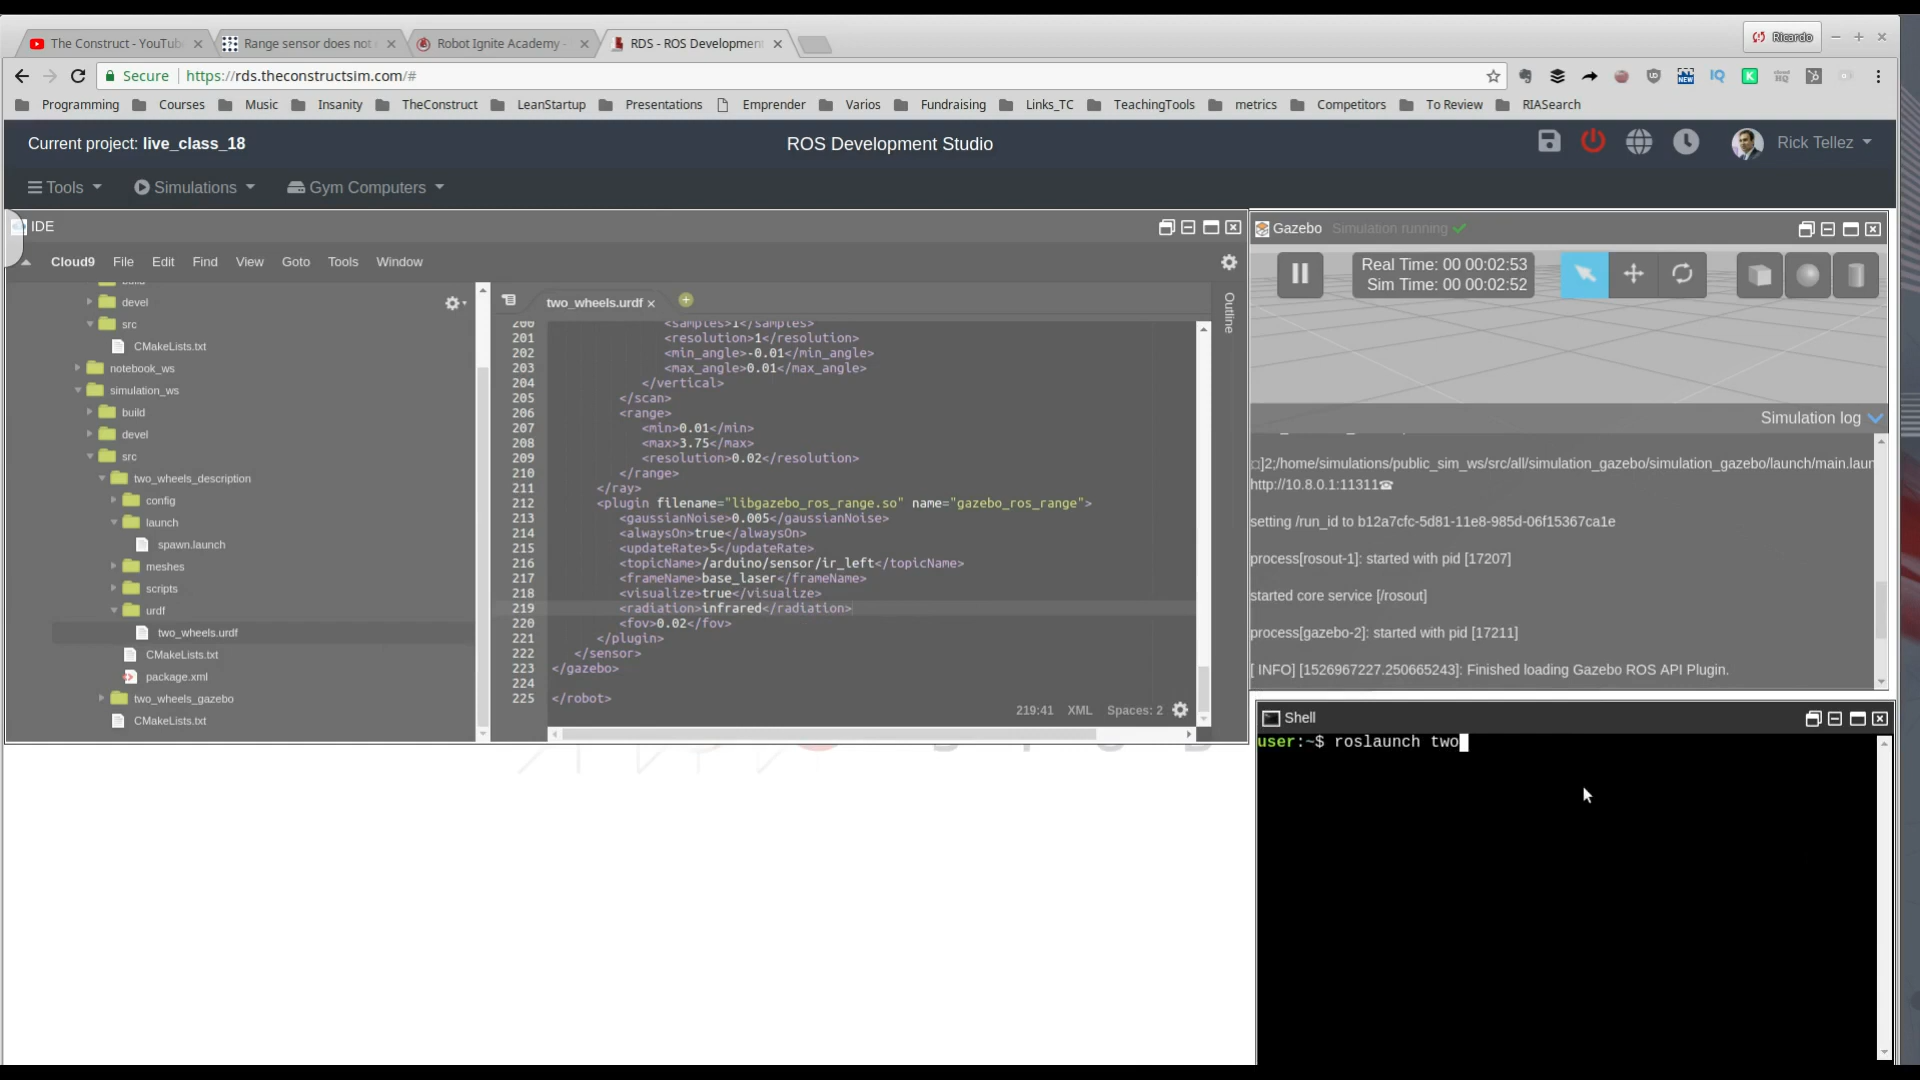 The Construct - YouTub
Range sensor does not
Robot Ignite Academy -
RDS - ROS Development
Ricardo
Secure
https://rds.theconstructsim.com/#
Programming
Courses
Music
Insanity
TheConstruct
LeanStartup
Presentations
Emprender
Varios
Fundraising
Links_TC
TeachingTools
metrics
Competitors
To Review
RIASearch
Current project: live_class_18
ROS Development Studio
Rick Tellez
Tools
Simulations
Gym Computers
IDE
Cloud9 File Edit Find View Goto Tools Window
devel
src
CMakeLists.txt
notebook_ws
simulation_ws
build
devel
src
two_wheels_description
config
launch
spawn.launch
meshes
scripts
urdf
two_wheels.urdf
CMakeLists.txt
package.xml
two_wheels_gazebo
CMakeLists.txt
two_wheels.urdf
Outline
200 <samples>1</samples>
201 <resolution>1</resolution>
202 <min_angle>-0.01</min_angle>
203 <max_angle>0.01</max_angle>
204 </vertical>
205 </scan>
206 <range>
207 <min>0.01</min>
208 <max>3.75</max>
209 <resolution>0.02</resolution>
210 </range>
211 </ray>
212 <plugin filename="libgazebo_ros_range.so" name="gazebo_ros_range">
213 <gaussianNoise>0.005</gaussianNoise>
214 <alwaysOn>true</alwaysOn>
215 <updateRate>5</updateRate>
216 <topicName>/arduino/sensor/ir_left</topicName>
217 <frameName>base_laser</frameName>
218 <visualize>true</visualize>
219 <radiation>infrared</radiation>
220 <fov>0.02</fov>
221 </plugin>
222 </sensor>
223 </gazebo>
224
225 </robot>
219:41 XML Spaces: 2
Gazebo Simulation running
Real Time: 00 00:02:53
Sim Time: 00 00:02:52
Simulation log
]2;/home/simulations/public_sim_ws/src/all/simulation_gazebo/simulation_gazebo/launch/main.laun
http://10.8.0.1:11311
setting /run_id to b12a7cfc-5d81-11e8-985d-06f15367ca1e
process[rosout-1]: started with pid [17207]
started core service [/rosout]
process[gazebo-2]: started with pid [17211]
[ INFO] [1526967227.250665243]: Finished loading Gazebo ROS API Plugin.
Shell
user:~$ roslaunch two